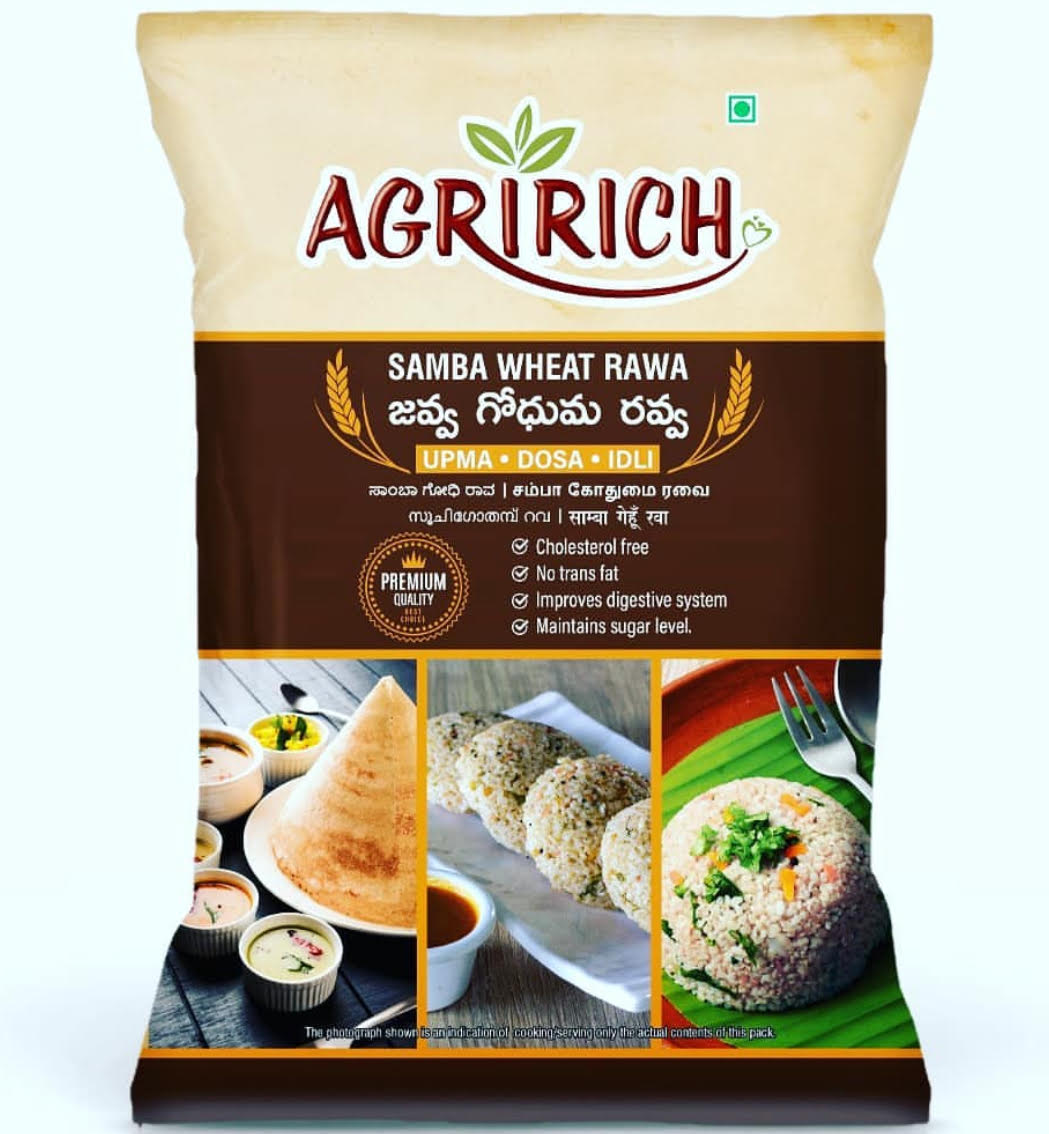 AGRIRICH
SAMBA WHEAT RAWA
జవ్వ గోధుమ రవ్వ
UPMA • DOSA • IDLI
ಸಾಂಬಾ ಗೋಧಿ ರಾವ | சம்பா கோதுமை ரவை
സൂചിഗോതമ്പ് റവ | साम्बा गेहूँ रवा
PREMIUM
QUALITY
BEST
CHOICE
Cholesterol free
No trans fat
Improves digestive system
Maintains sugar level.
The photograph shown is an indication of cooking/serving only the actual contents of this pack.